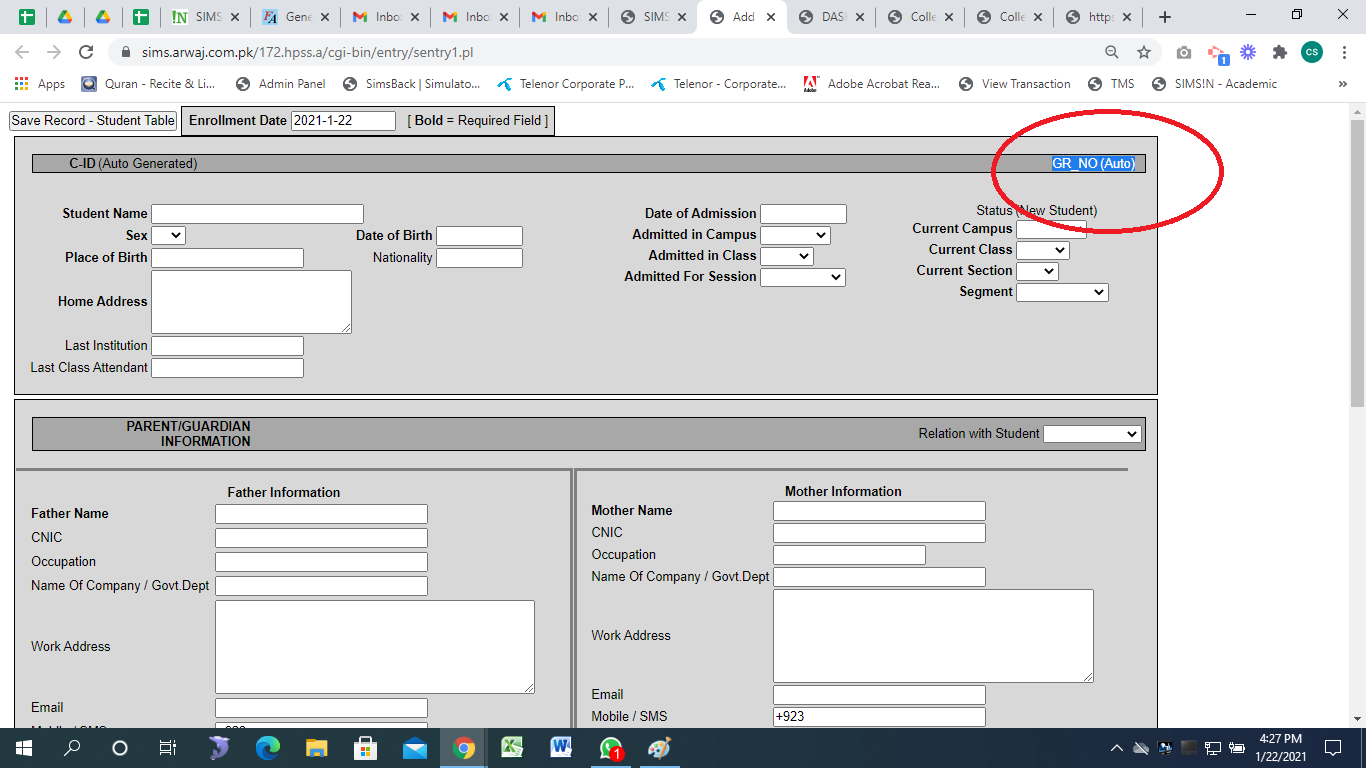 SIMS
Gene
Inbo
Inbo
Inbo
SIMS
Add
DASH
Colle
Colle
https
sims.arwaj.com.pk/172.hpss.a/cgi-bin/entry/sentry1.pl
1
CS
Apps
Quran - Recite & Li...
Admin Panel
SimsBack | Simulato...
Telenor Corporate P...
Telenor - Corporate...
Adobe Acrobat Rea...
View Transaction
TMS
SIMS!N - Academic
»
Save Record - Student Table
Enrollment Date 2021-1-22 [ Bold = Required Field ]
C-ID (Auto Generated) GR_NO (Auto)
Status (New Student)
Student Name Date of Admission
Current Campus
Sex Date of Birth Admitted in Campus
Current Class
Place of Birth Nationality Admitted in Class
Current Section
Admitted For Session
Segment
Home Address
Last Institution
Last Class Attendant
PARENT/GUARDIAN
INFORMATION
Relation with Student
Father Information
Father Name
CNIC
Occupation
Name Of Company / Govt.Dept
Work Address
Email
Mother Information
Mother Name
CNIC
Occupation
Name Of Company / Govt.Dept
Work Address
Email
Mobile / SMS +923
1
4:27 PM
1/22/2021